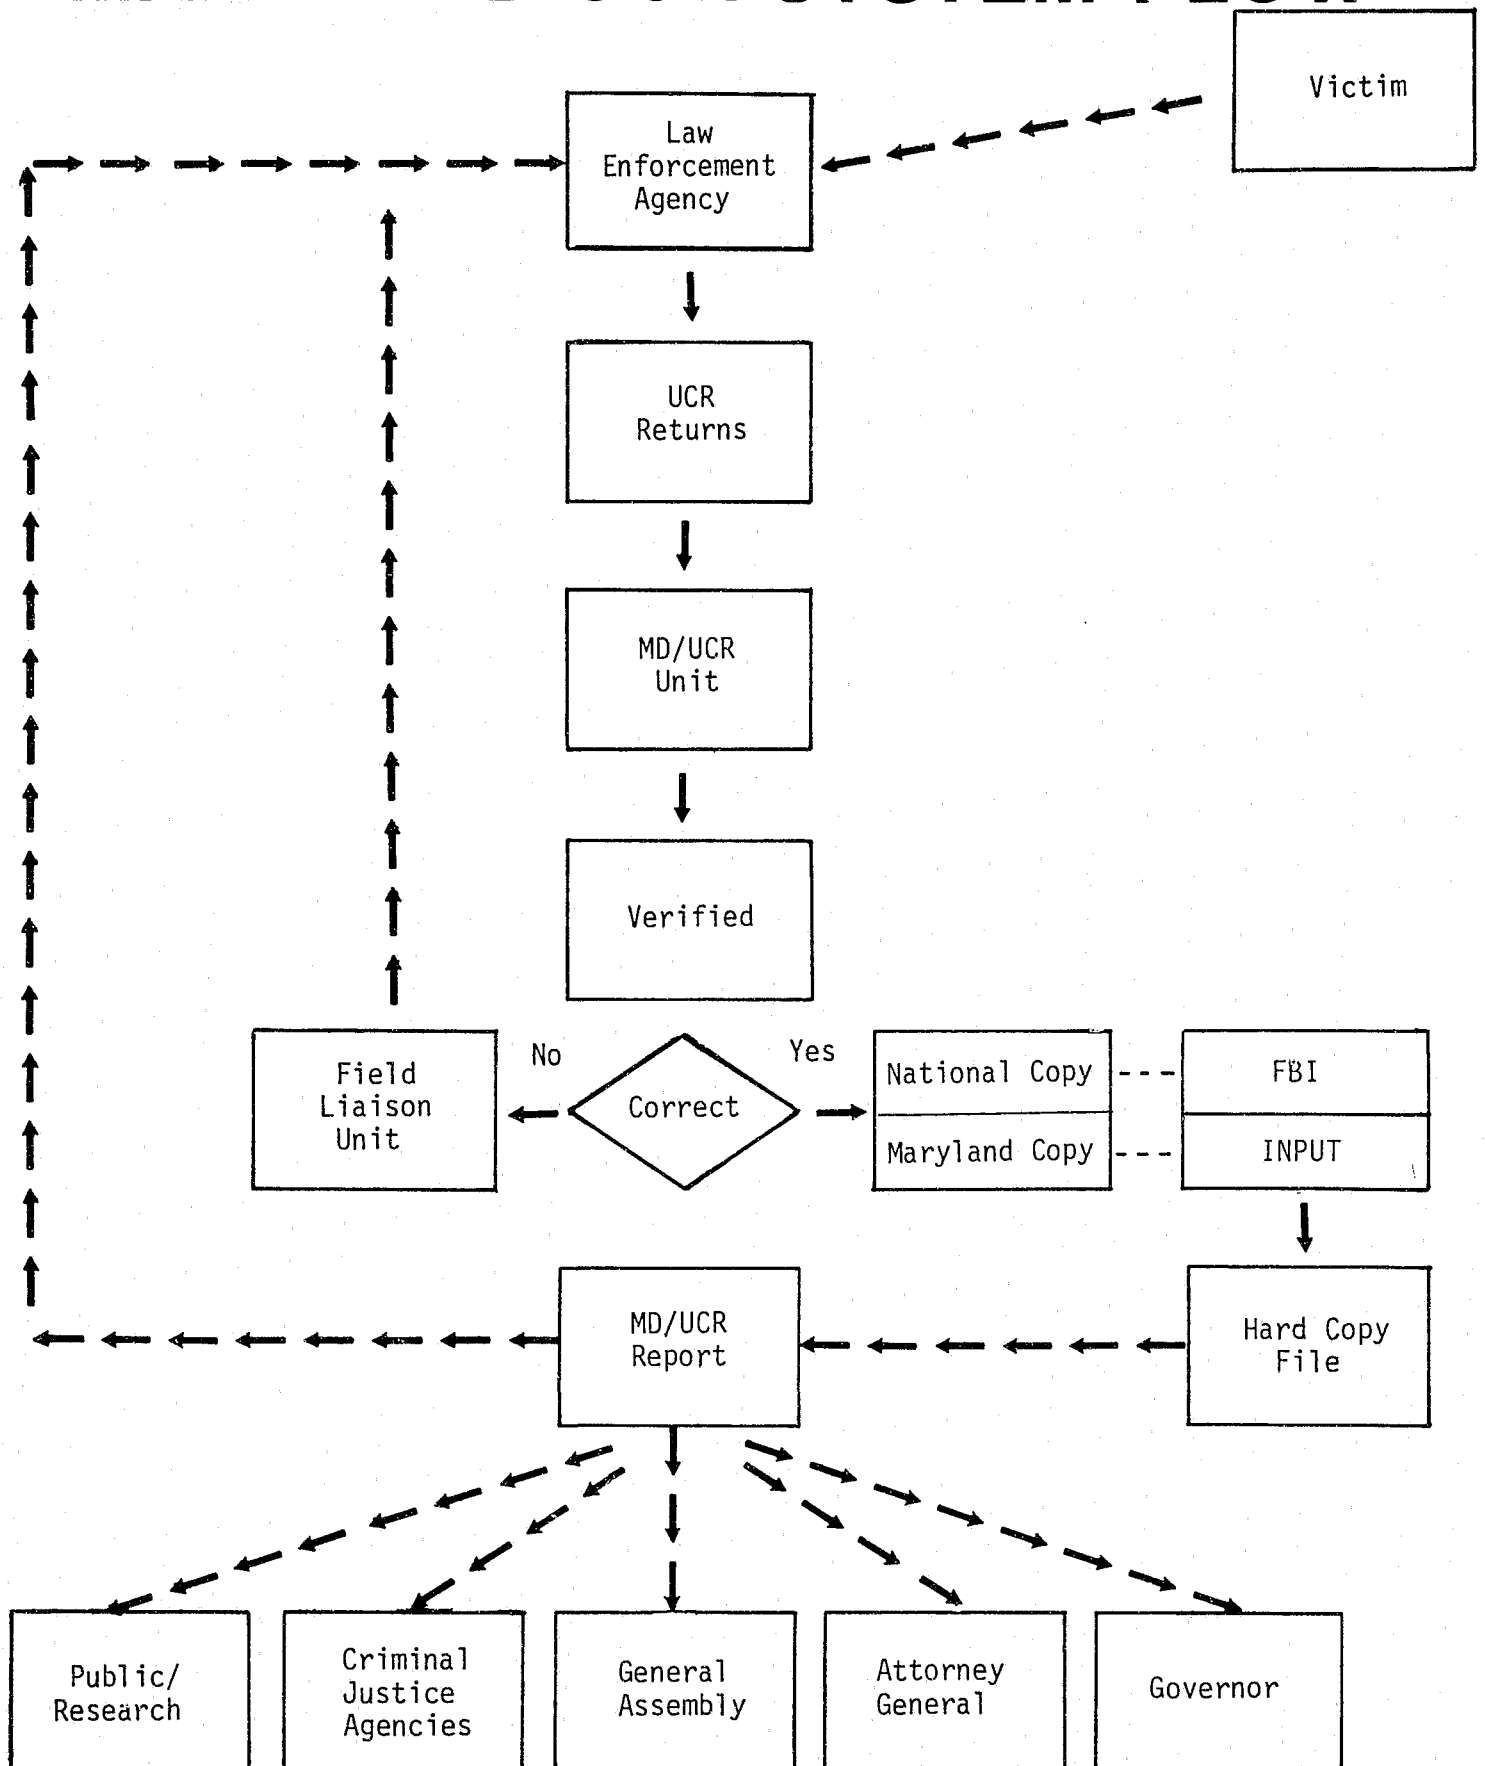 Victim
Law
Enforcement
Agency
UCR
Returns
MD/UCR
Unit
Verified
Field
Liaison
Unit
No
Correct
Yes
National Copy
Maryland Copy
FBI
INPUT
MD/UCR
Report
Hard Copy
File
Public/
Research
Criminal
Justice
Agencies
General
Assembly
Attorney
General
Governor